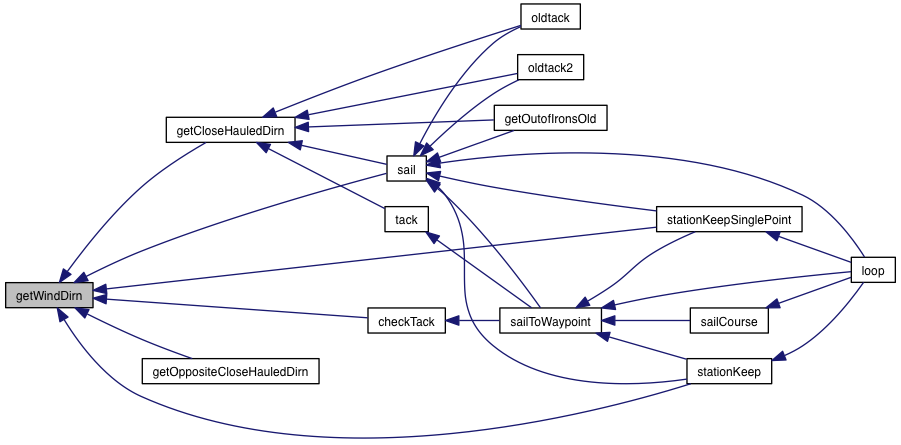 oldtack
oldtack2
getOutofIronsOld
getCloseHauledDirn
sail
tack
stationKeepSinglePoint
loop
getWindDirn
checkTack
sailToWaypoint
sailCourse
getOppositeCloseHauledDirn
stationKeep